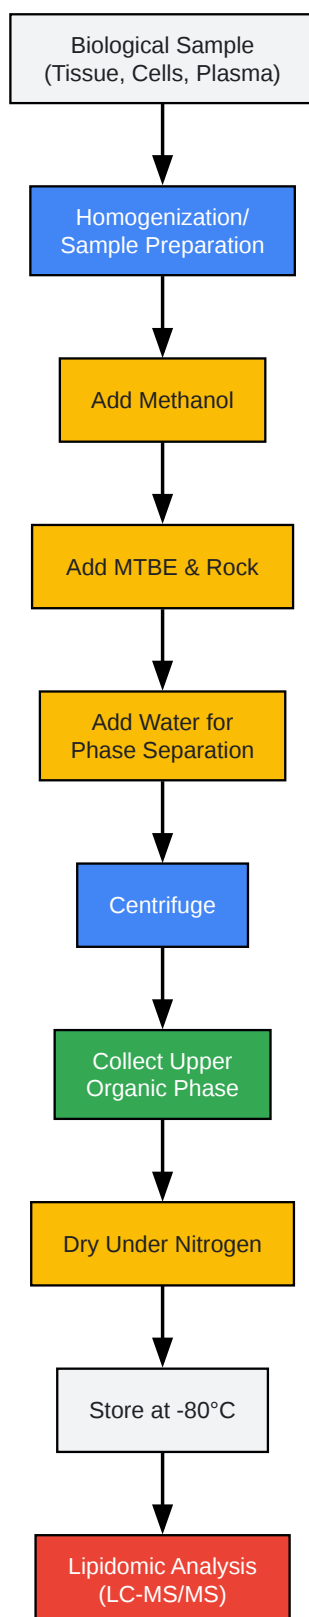 Biological Sample
(Tissue, Cells, Plasma)
Homogenization/
Sample Preparation
Add Methanol
Add MTBE & Rock
Add Water for
Phase Separation
Centrifuge
Collect Upper
Organic Phase
Dry Under Nitrogen
Store at -80°C
Lipidomic Analysis
(LC-MS/MS)